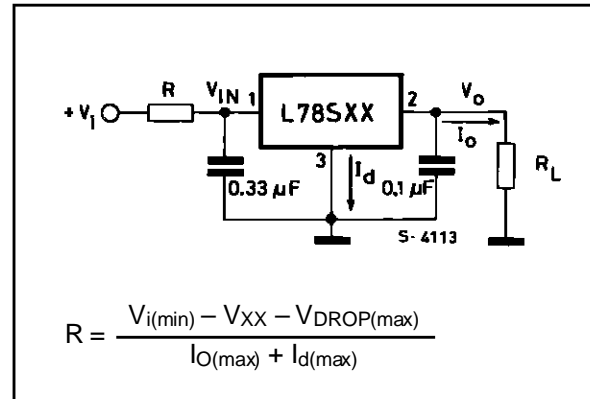 R V_IN 1 L78SXX 2 V_o
+ V_i I_o
3 I_d R_L
0.33 µF 0.1 µF
S-4113
R = (V_i(min) – V_XX – V_DROP(max)) / (I_O(max) + I_d(max))